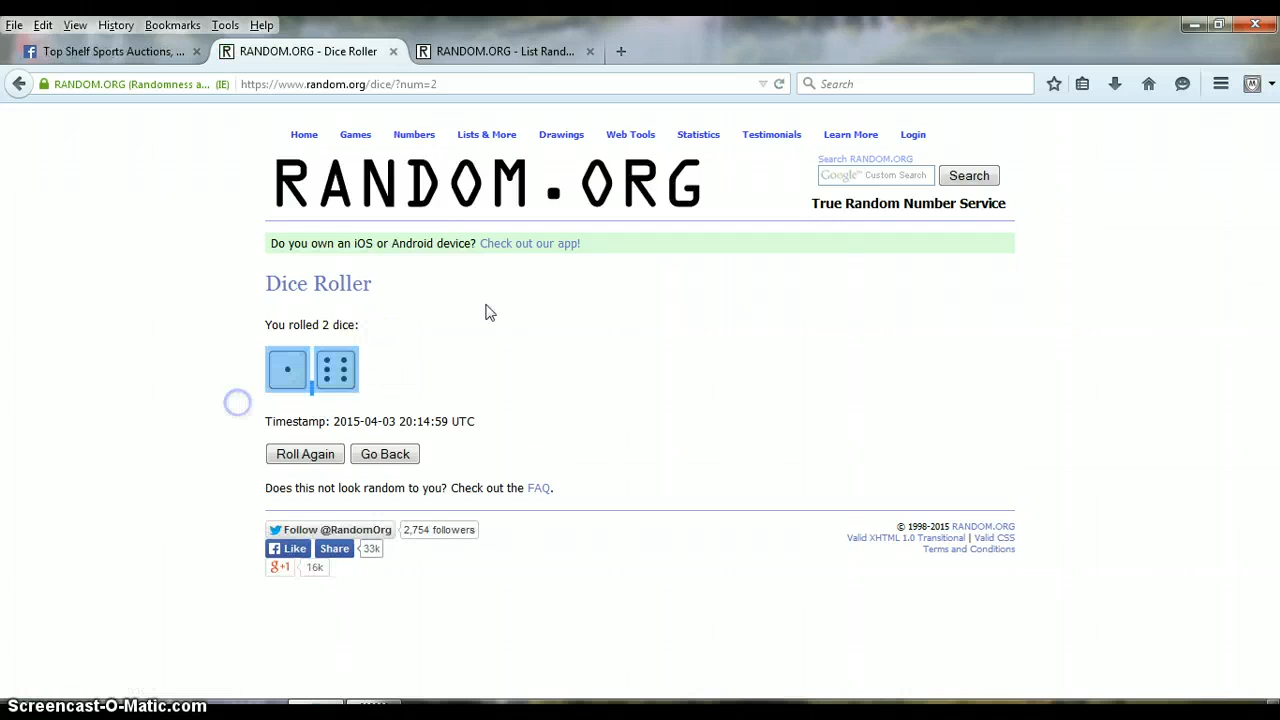 File Edit View History Bookmarks Tools Help
Top Shelf Sports Auctions, ... RANDOM.ORG - Dice Roller RANDOM.ORG - List Rand...
RANDOM.ORG (Randomness a... (IE) https://www.random.org/dice/?num=2 Search
Home Games Numbers Lists & More Drawings Web Tools Statistics Testimonials Learn More Login
RANDOM.ORG
Search RANDOM.ORG
Google™ Custom Search Search
True Random Number Service
Do you own an iOS or Android device? Check out our app!
Dice Roller
You rolled 2 dice:
Timestamp: 2015-04-03 20:14:59 UTC
Roll Again Go Back
Does this not look random to you? Check out the FAQ.
Follow @RandomOrg 2,754 followers
Like Share 33k
g+1 16k
© 1998-2015 RANDOM.ORG
Valid XHTML 1.0 Transitional | Valid CSS
Terms and Conditions
Screencast-O-Matic.com